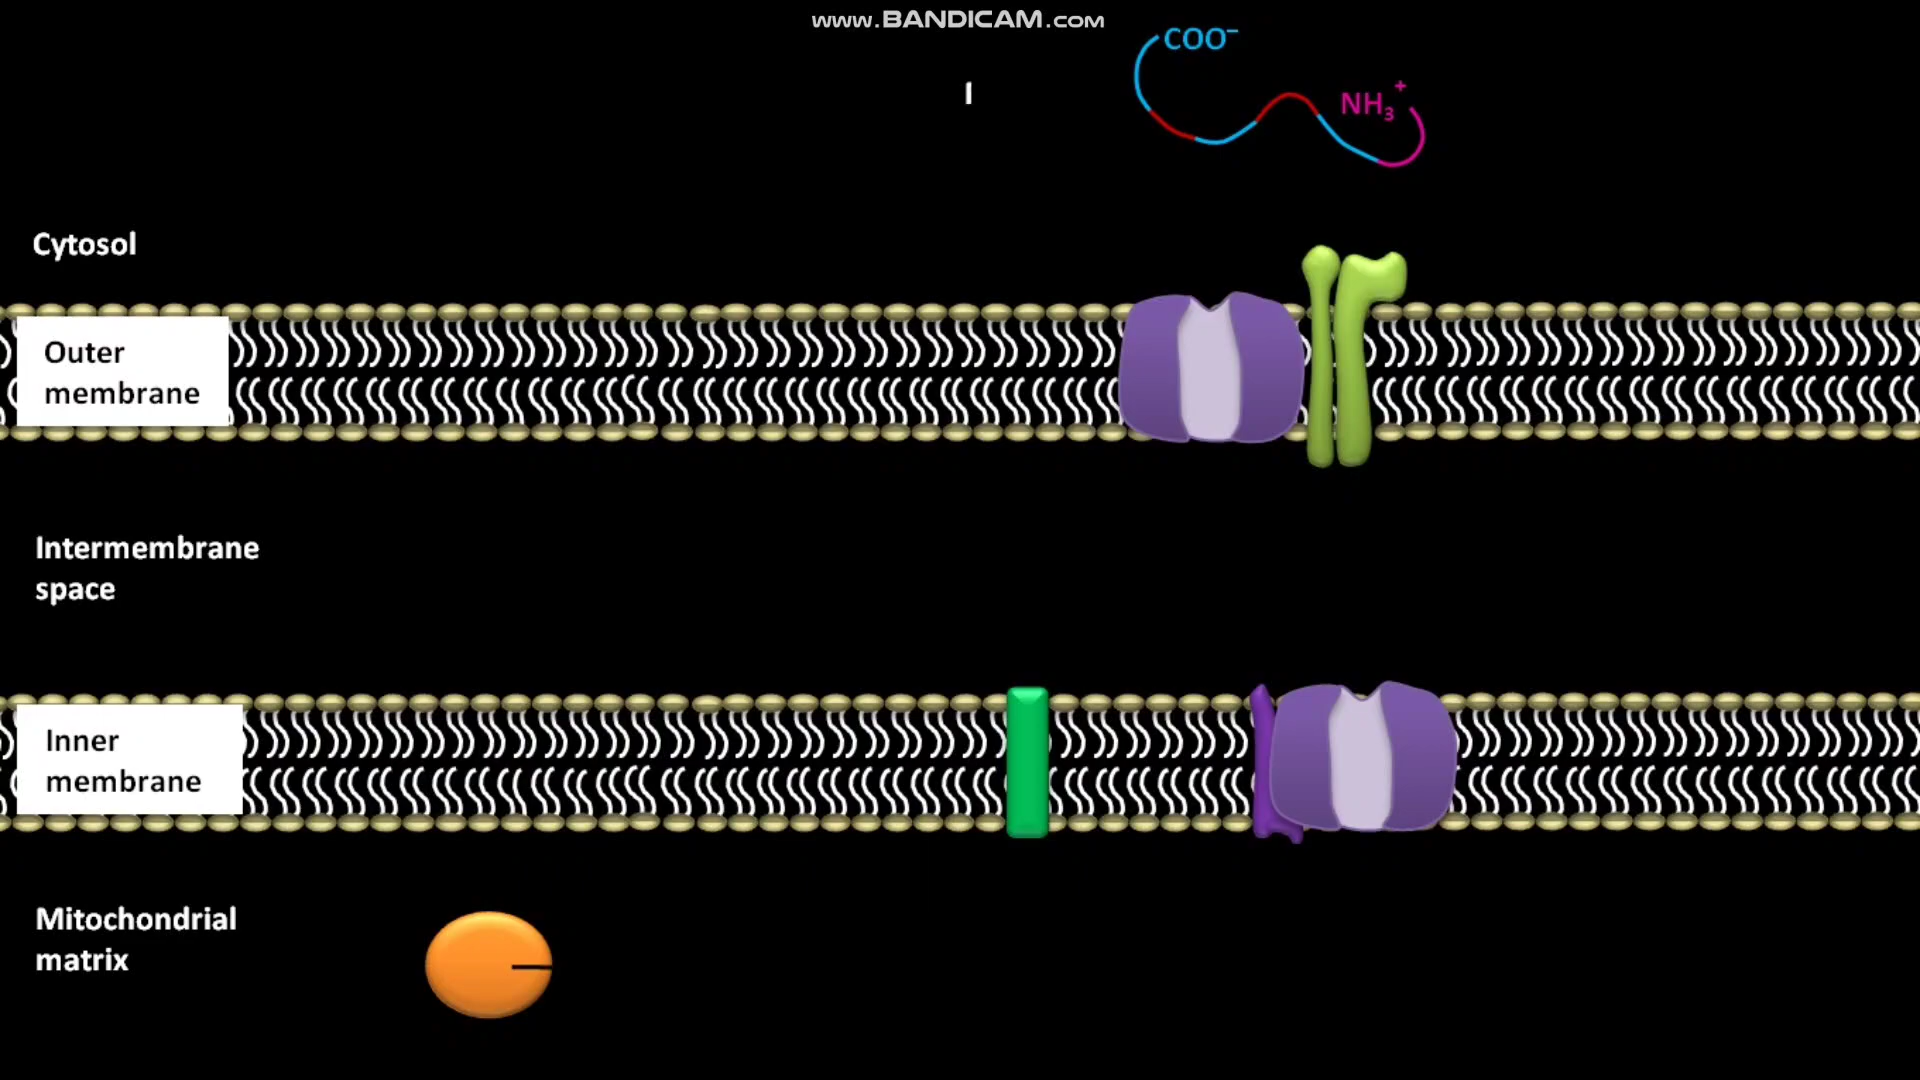 www.BANDICAM.com
COO⁻
I
NH₃⁺
Cytosol
Outer
membrane
Intermembrane
space
Inner
membrane
Mitochondrial
matrix